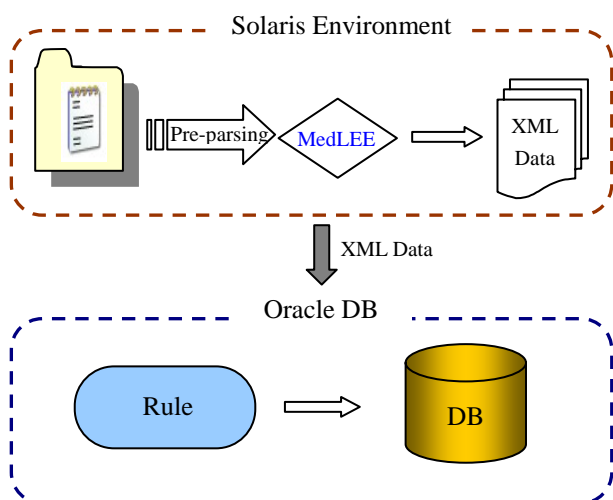 Solaris Environment
Pre-parsing
MedLEE
XML
Data
XML Data
Oracle DB
Rule
DB